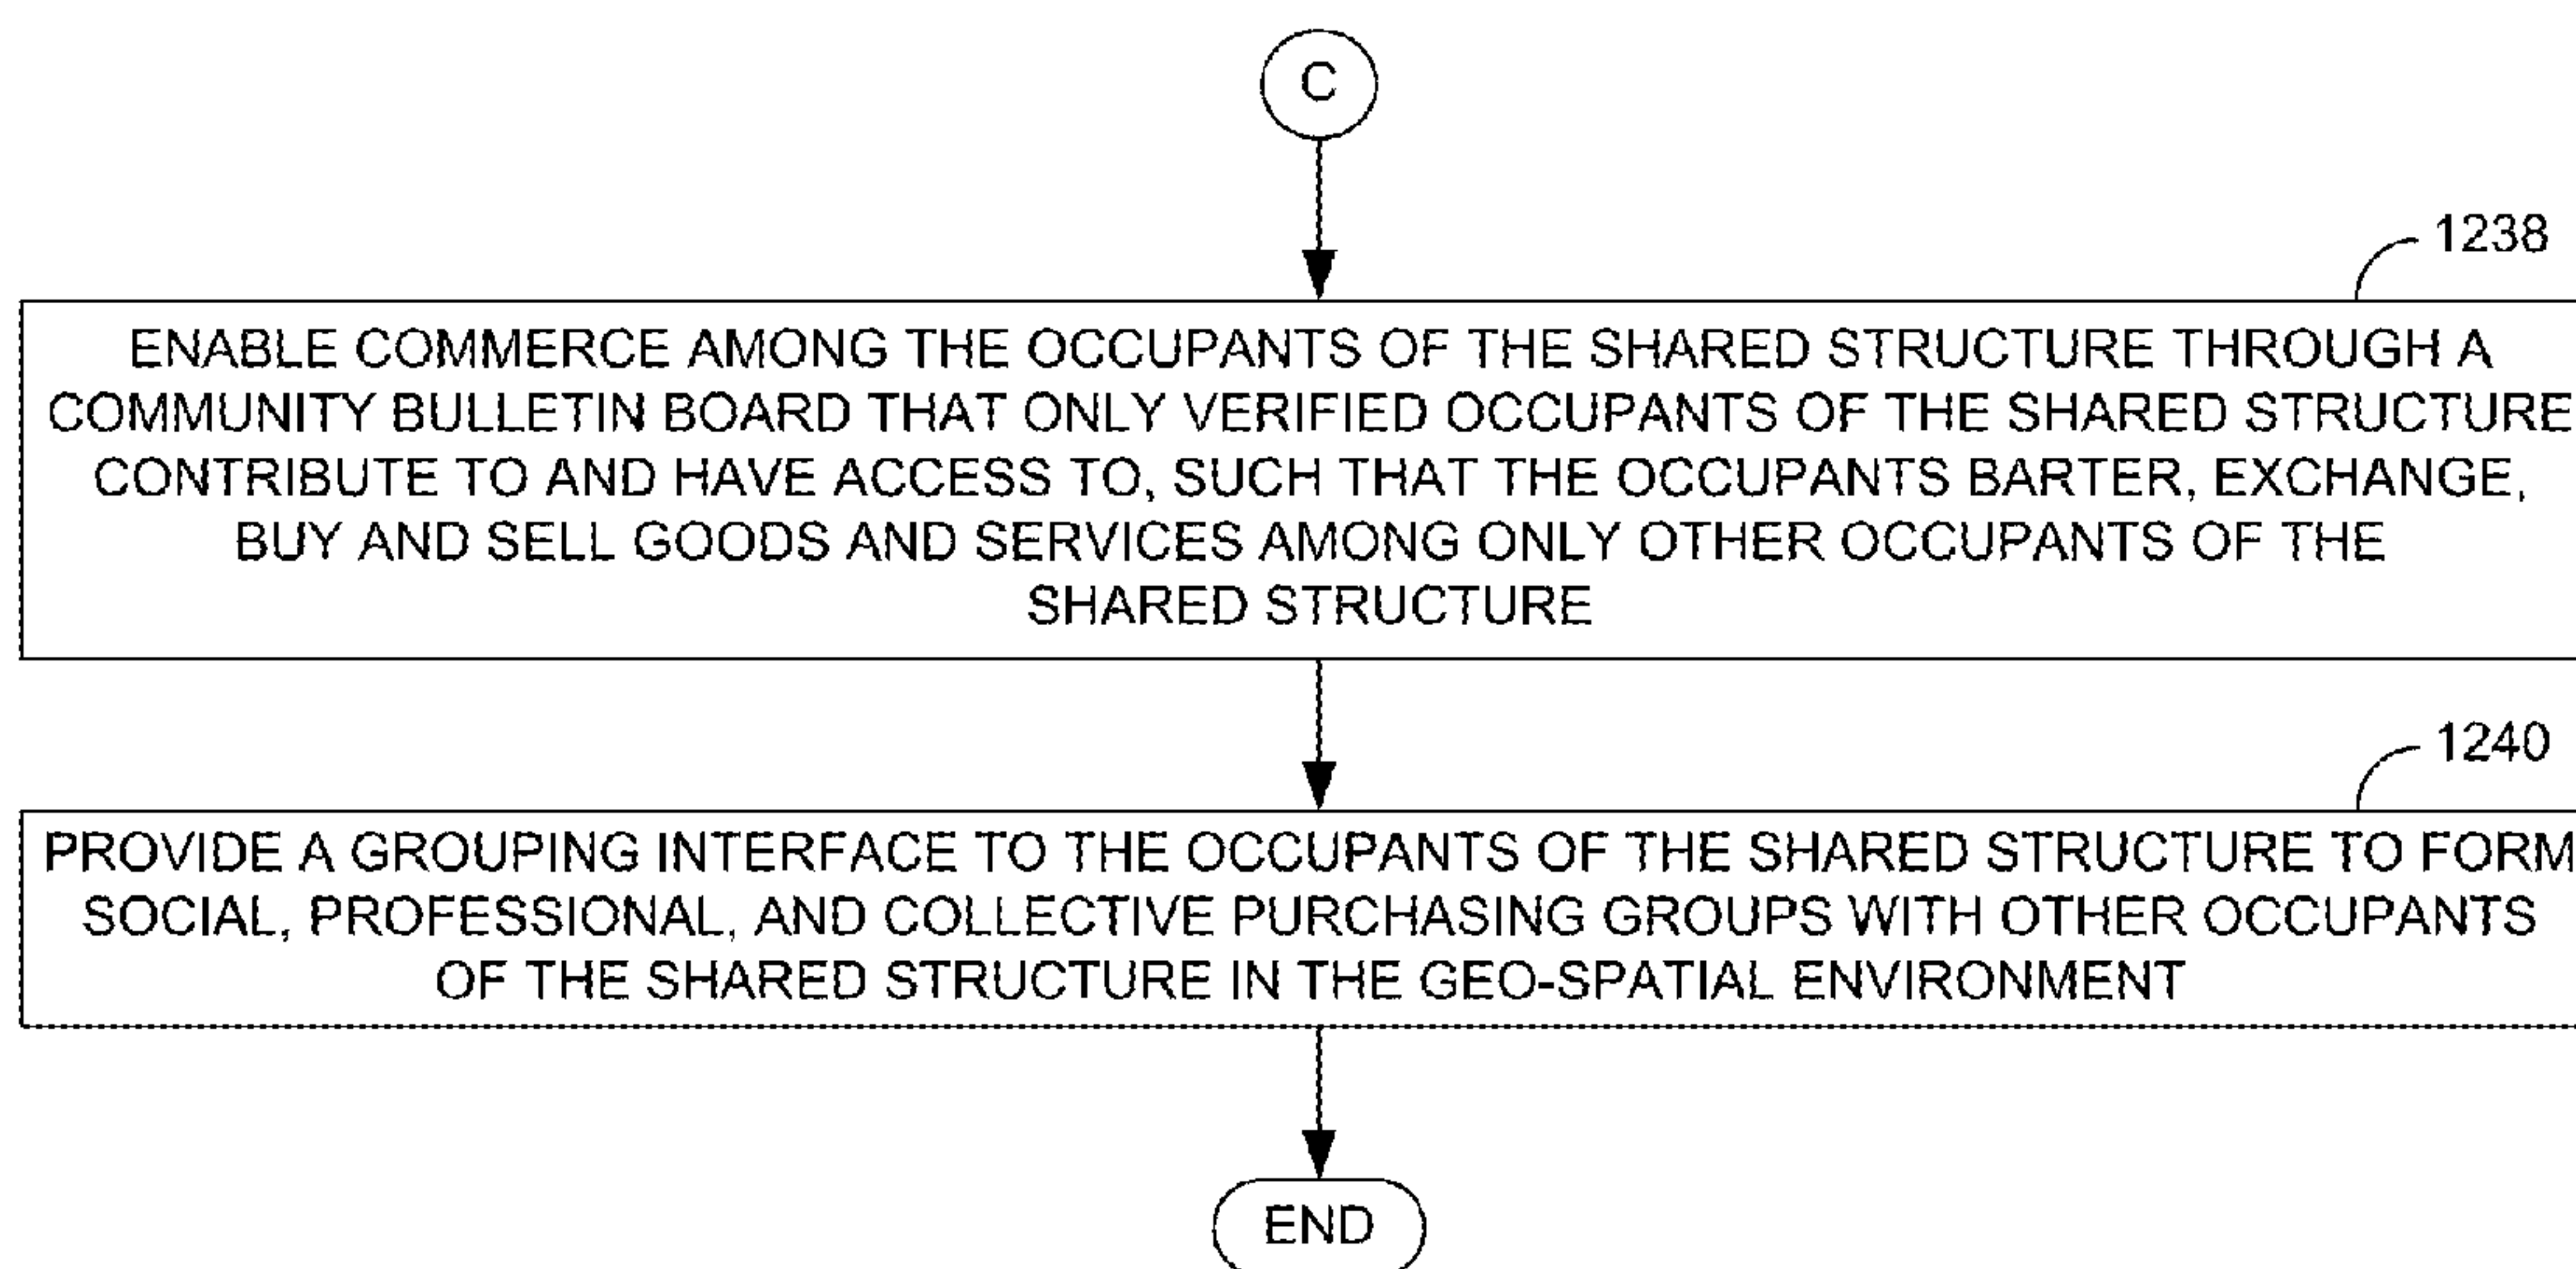 C
1238
ENABLE COMMERCE AMONG THE OCCUPANTS OF THE SHARED STRUCTURE THROUGH A
COMMUNITY BULLETIN BOARD THAT ONLY VERIFIED OCCUPANTS OF THE SHARED STRUCTURE
CONTRIBUTE TO AND HAVE ACCESS TO, SUCH THAT THE OCCUPANTS BARTER, EXCHANGE,
BUY AND SELL GOODS AND SERVICES AMONG ONLY OTHER OCCUPANTS OF THE
SHARED STRUCTURE
1240
PROVIDE A GROUPING INTERFACE TO THE OCCUPANTS OF THE SHARED STRUCTURE TO FORM
SOCIAL, PROFESSIONAL, AND COLLECTIVE PURCHASING GROUPS WITH OTHER OCCUPANTS
OF THE SHARED STRUCTURE IN THE GEO-SPATIAL ENVIRONMENT
END